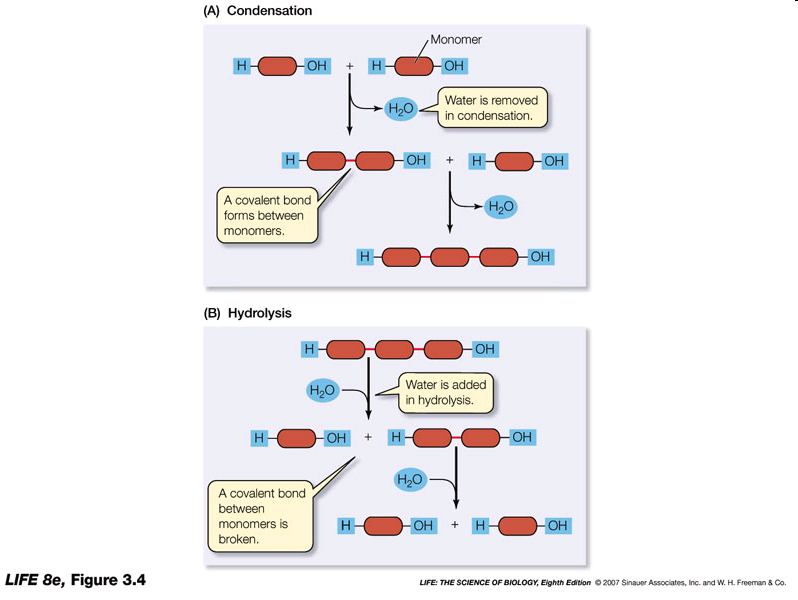 (A) Condensation
Monomer
H OH + H OH
H₂O
Water is removed
in condensation.
H OH + H OH
A covalent bond
forms between
monomers.
H₂O
H OH
(B) Hydrolysis
H OH
H₂O
Water is added
in hydrolysis.
H OH + H OH
H₂O
A covalent bond
between
monomers is
broken.
H OH + H OH
LIFE 8e, Figure 3.4
LIFE: THE SCIENCE OF BIOLOGY, Eighth Edition © 2007 Sinauer Associates, Inc. and W. H. Freeman & Co.